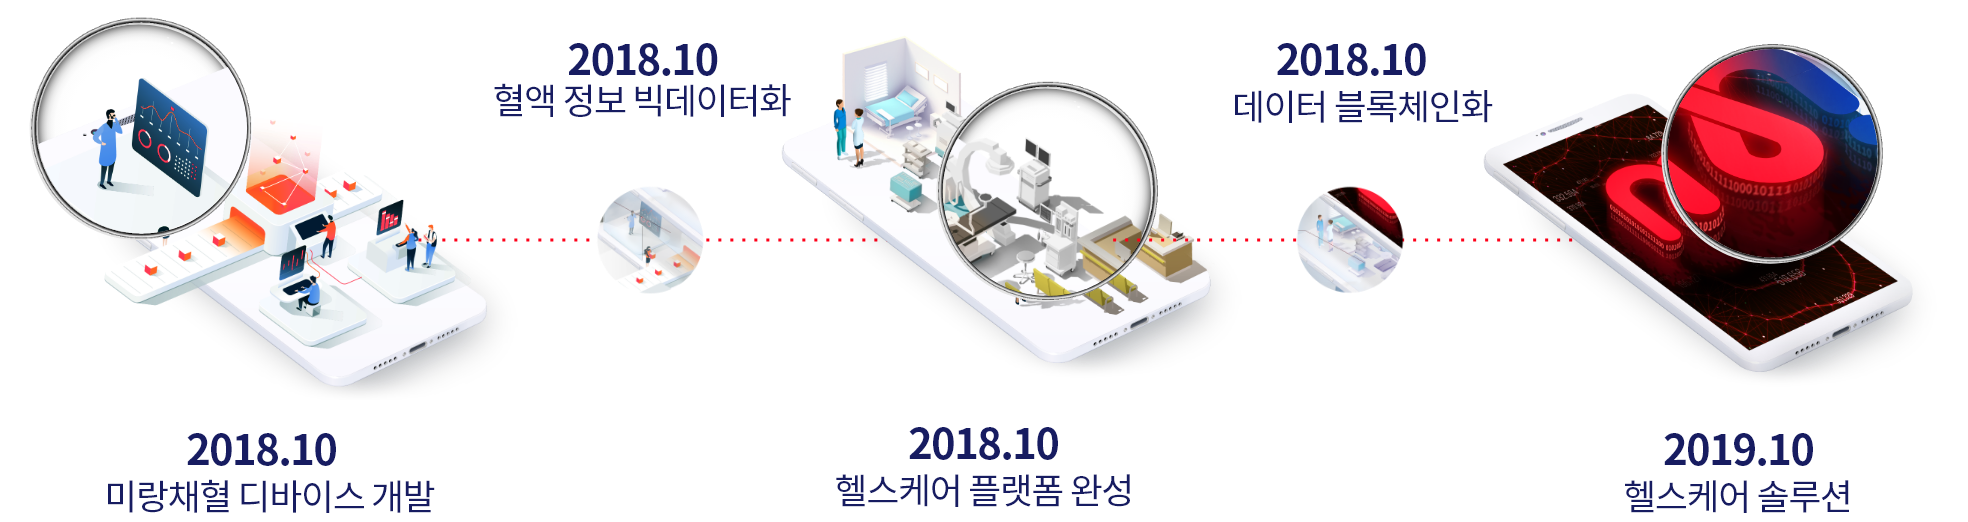 2018.10
혈액 정보 빅데이터화
2018.10
데이터 블록체인화
2018.10
미랑채혈 디바이스 개발
2018.10
헬스케어 플랫폼 완성
2019.10
헬스케어 솔루션